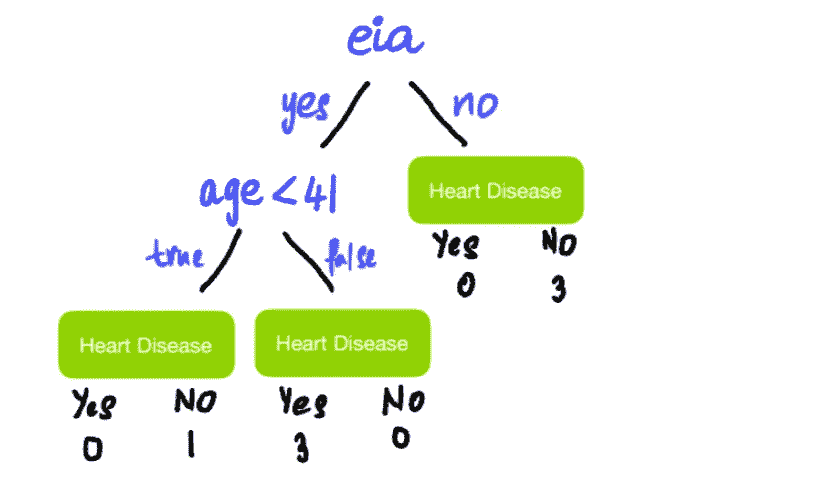 eia
yes no
age < 41
Heart Disease
true false
Yes No
0 3
Heart Disease Heart Disease
Yes NO Yes No
0 1 3 0